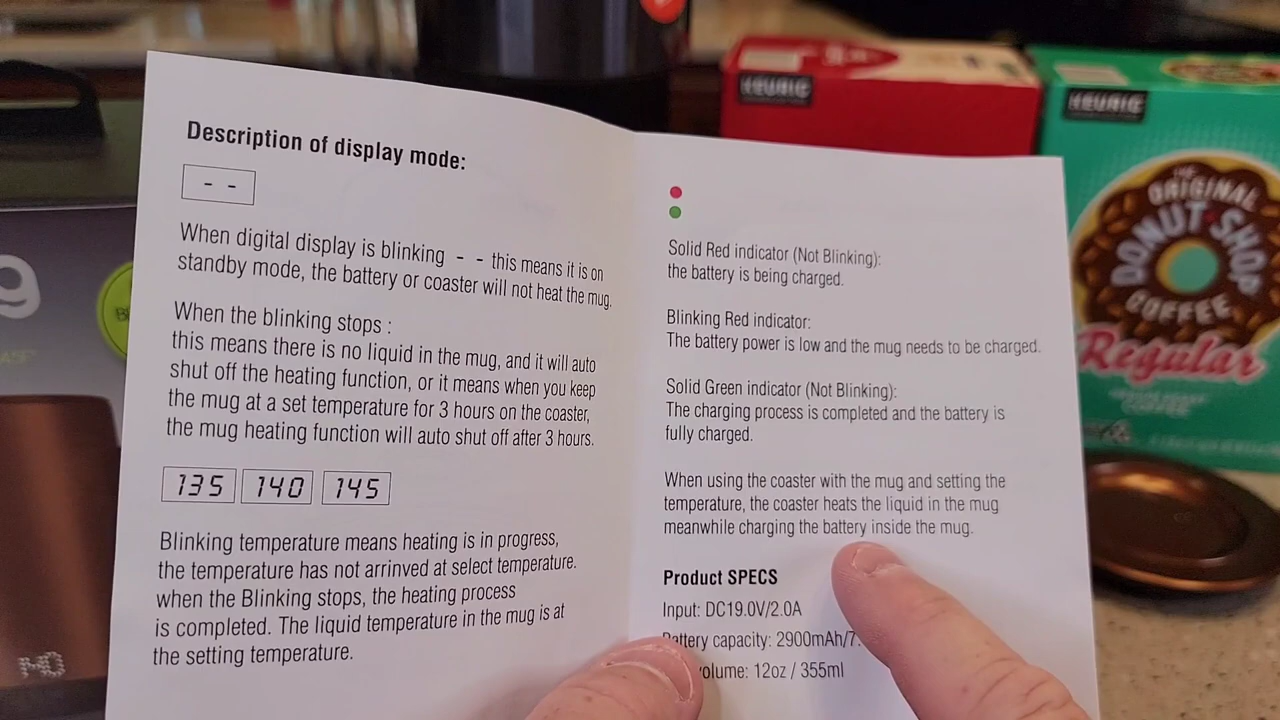 Description of display mode:
- -
When digital display is blinking - - this means it is on
standby mode, the battery or coaster will not heat the mug.
When the blinking stops :
this means there is no liquid in the mug, and it will auto
shut off the heating function, or it means when you keep
the mug at a set temperature for 3 hours on the coaster,
the mug heating function will auto shut off after 3 hours.
135 140 145
Blinking temperature means heating is in progress,
the temperature has not arrinved at select temperature.
when the Blinking stops, the heating process
is completed. The liquid temperature in the mug is at
the setting temperature.
Solid Red indicator (Not Blinking):
the battery is being charged.
Blinking Red indicator:
The battery power is low and the mug needs to be charged.
Solid Green indicator (Not Blinking):
The charging process is completed and the battery is
fully charged.
When using the coaster with the mug and setting the
temperature, the coaster heats the liquid in the mug
meanwhile charging the battery inside the mug.
Product SPECS
Input: DC19.0V/2.0A
Battery capacity: 2900mAh/7.
volume: 12oz / 355ml
KEURIG
KEURIG
THE
ORIGINAL
DONUT SHOP
COFFEE
Regular
9